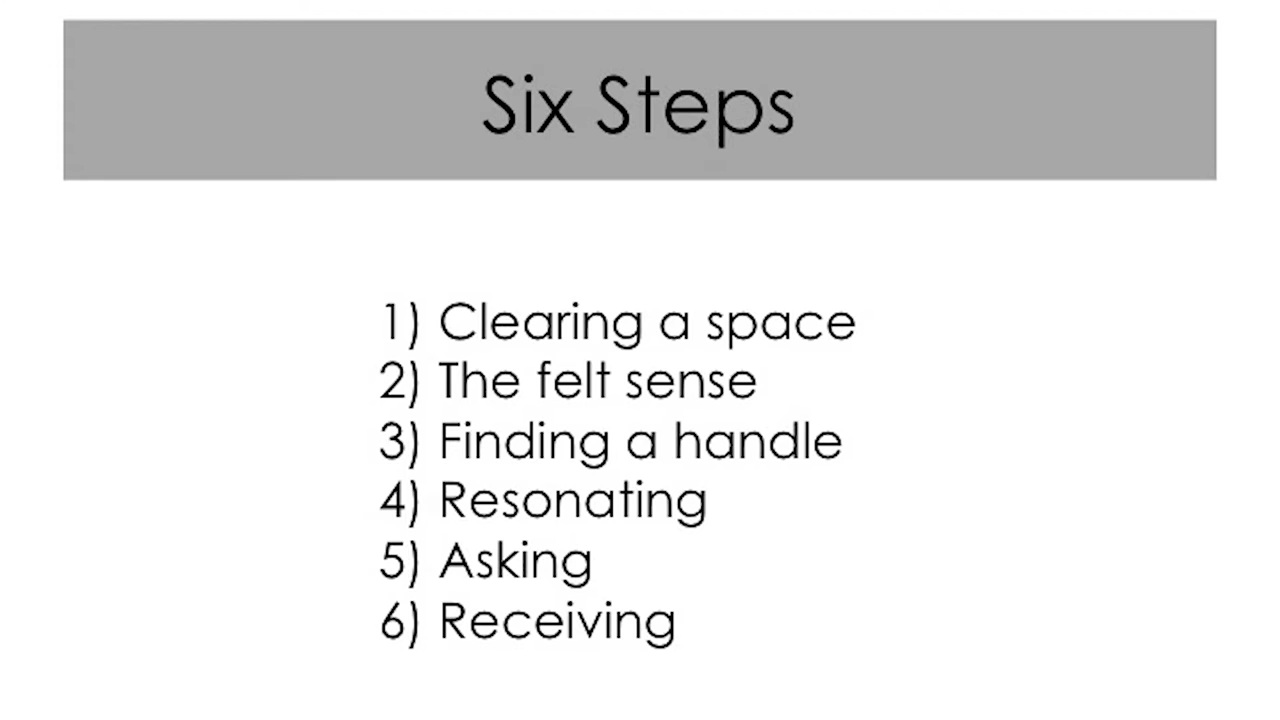 Six Steps
1) Clearing a space
2) The felt sense
3) Finding a handle
4) Resonating
5) Asking
6) Receiving